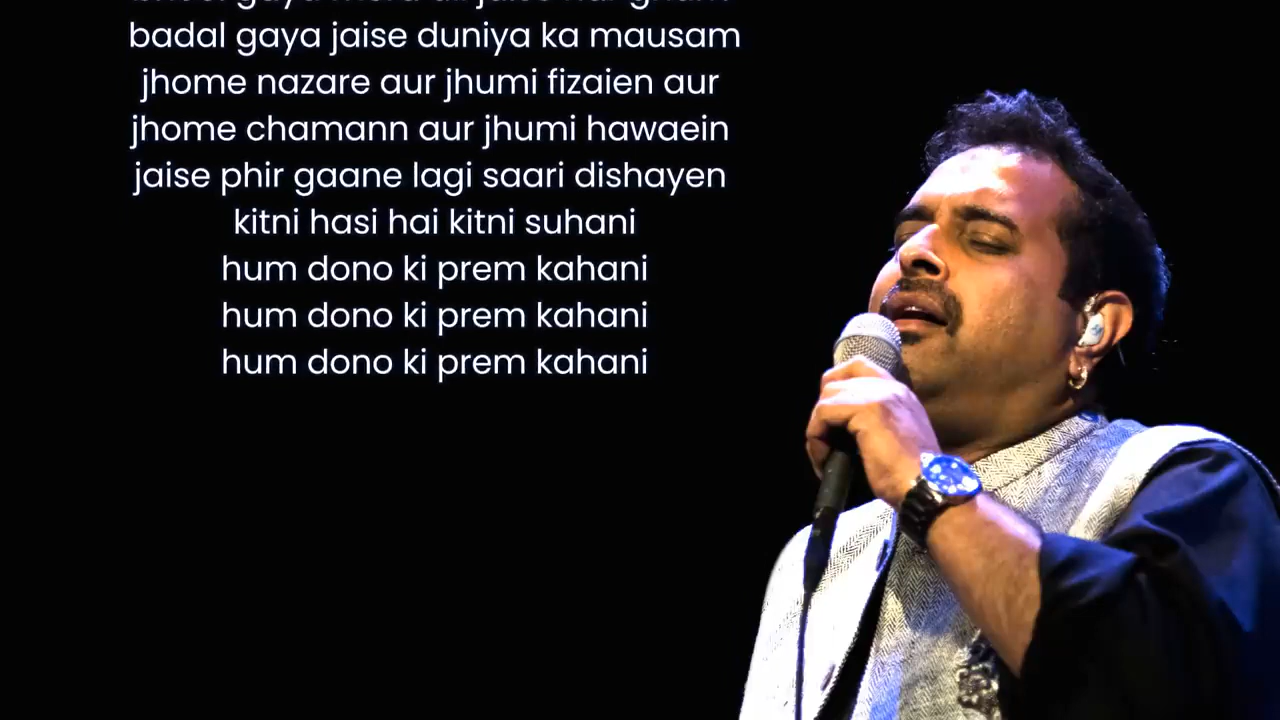 badal gaya jaise duniya ka mausam
jhome nazare aur jhumi fizaien aur
jhome chamann aur jhumi hawaein
jaise phir gaane lagi saari dishayen
kitni hasi hai kitni suhani
hum dono ki prem kahani
hum dono ki prem kahani
hum dono ki prem kahani